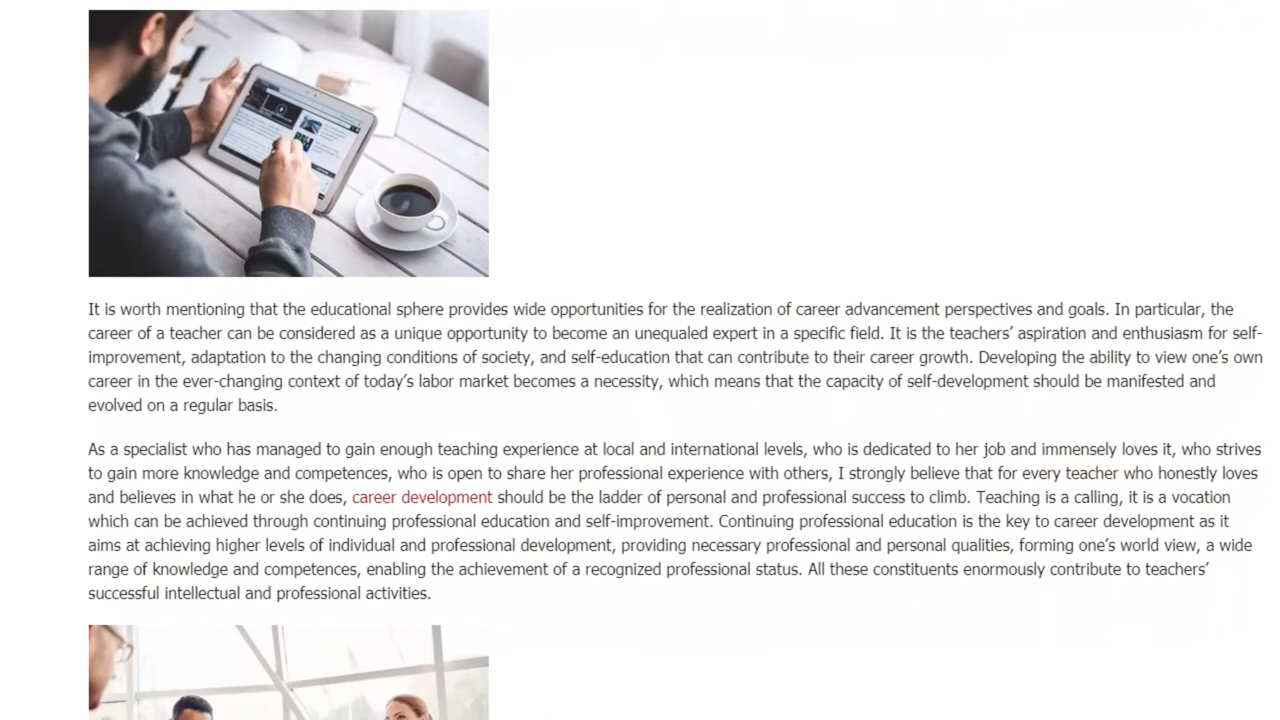 It is worth mentioning that the educational sphere provides wide opportunities for the realization of career advancement perspectives and goals. In particular, the
career of a teacher can be considered as a unique opportunity to become an unequaled expert in a specific field. It is the teachers’ aspiration and enthusiasm for self-
improvement, adaptation to the changing conditions of society, and self-education that can contribute to their career growth. Developing the ability to view one’s own
career in the ever-changing context of today’s labor market becomes a necessity, which means that the capacity of self-development should be manifested and
evolved on a regular basis.
As a specialist who has managed to gain enough teaching experience at local and international levels, who is dedicated to her job and immensely loves it, who strives
to gain more knowledge and competences, who is open to share her professional experience with others, I strongly believe that for every teacher who honestly loves
and believes in what he or she does, career development should be the ladder of personal and professional success to climb. Teaching is a calling, it is a vocation
which can be achieved through continuing professional education and self-improvement. Continuing professional education is the key to career development as it
aims at achieving higher levels of individual and professional development, providing necessary professional and personal qualities, forming one’s world view, a wide
range of knowledge and competences, enabling the achievement of a recognized professional status. All these constituents enormously contribute to teachers’
successful intellectual and professional activities.